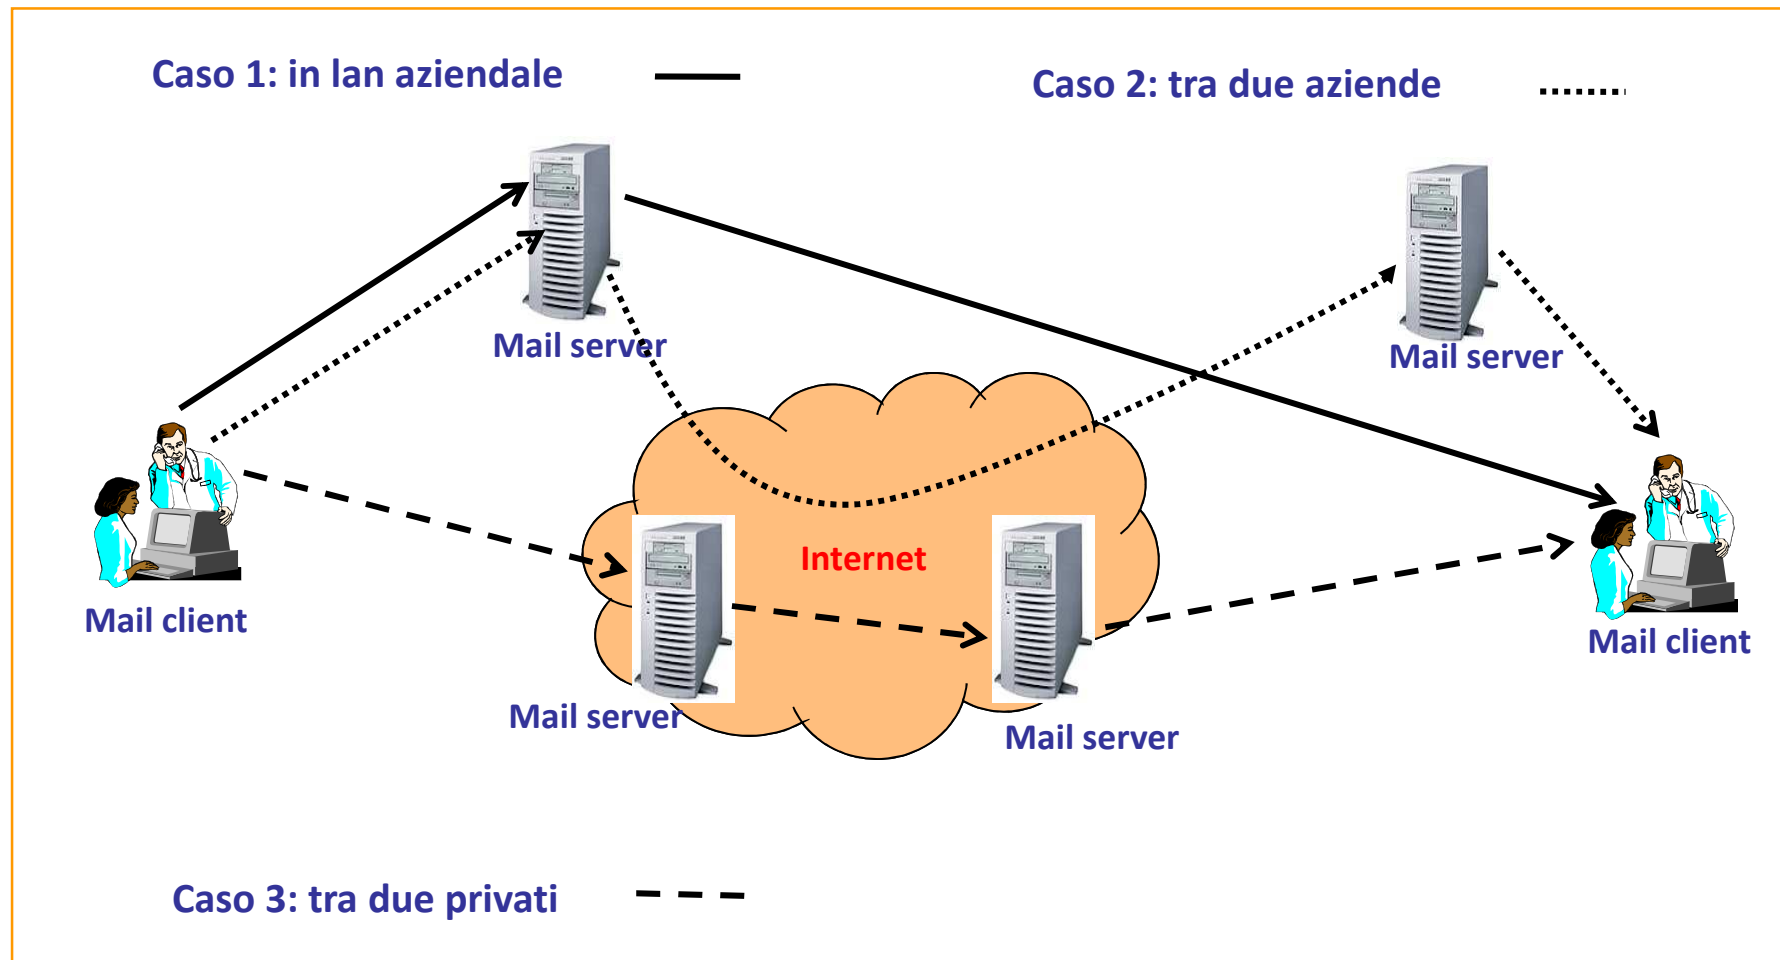 Caso 1: in lan aziendale
Caso 2: tra due aziende
Mail server
Mail server
Internet
Mail client
Mail client
Mail server
Mail server
Caso 3: tra due privati